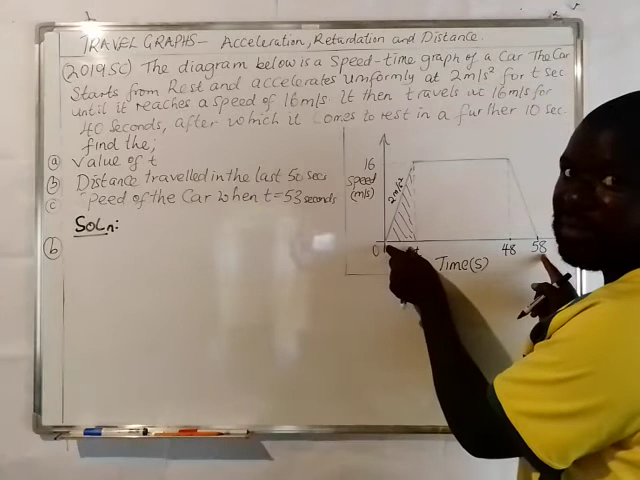 TRAVEL GRAPHS - Acceleration, Retardation and Distance.
(2019 SC) The diagram below is a Speed-time graph of a Car The Car
Starts from Rest and accelerates uniformly at 2m/s² for t sec
until it reaches a speed of 16m/s It then travels at 16m/s for
40 seconds, after which it comes to rest in a further 10 sec.
find the;
(a) Value of t
(b) Distance travelled in the last 50 secs
(c) Speed of the Car when t=53 seconds
Soln:
(b)
16
Speed
(m/s)
2m/s²
0
48
58
Time(s)